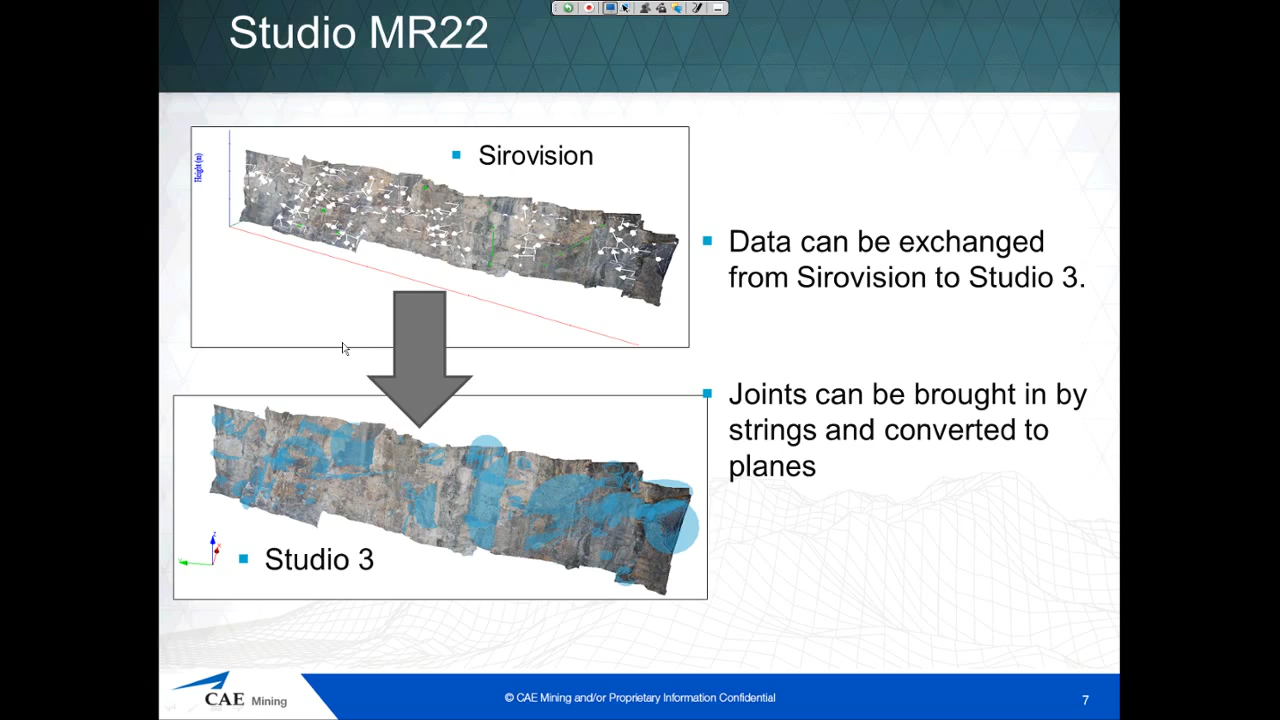 Studio MR22
Sirovision
Height (m)
Data can be exchanged
from Sirovision to Studio 3.
Joints can be brought in by
strings and converted to
planes
Studio 3
CAE Mining
© CAE Mining and/or Proprietary Information Confidential
7